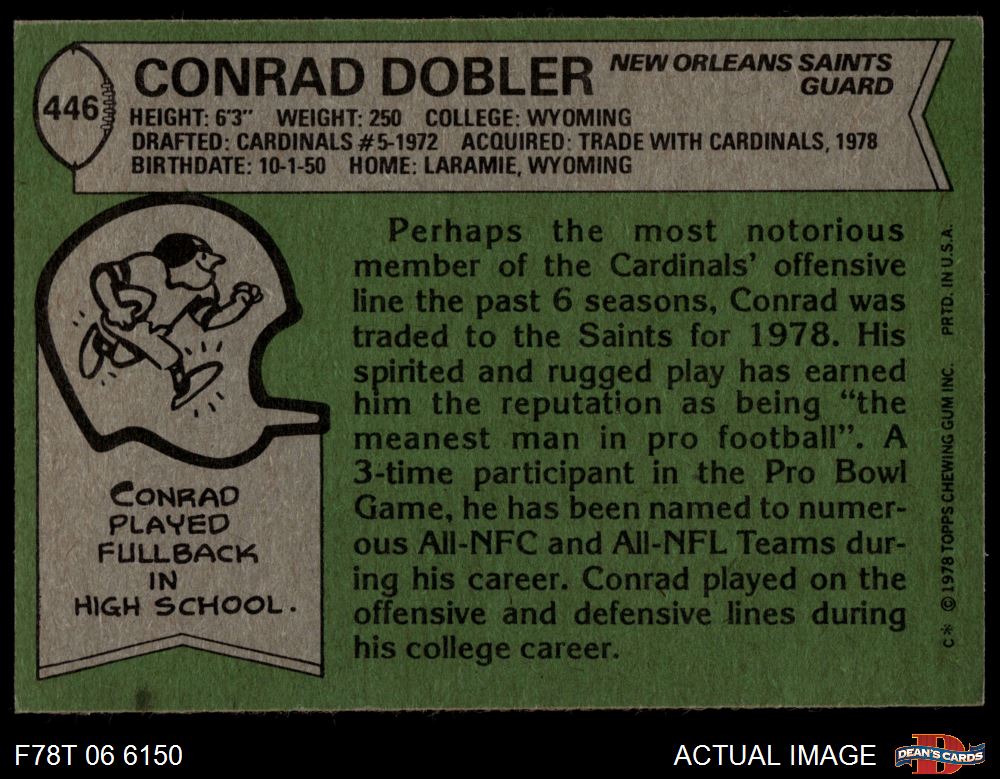 446
CONRAD DOBLER
NEW ORLEANS SAINTS
GUARD
HEIGHT: 6'3" WEIGHT: 250 COLLEGE: WYOMING
DRAFTED: CARDINALS #5-1972 ACQUIRED: TRADE WITH CARDINALS, 1978
BIRTHDATE: 10-1-50 HOME: LARAMIE, WYOMING
Perhaps the most notorious
member of the Cardinals' offensive
line the past 6 seasons, Conrad was
traded to the Saints for 1978. His
spirited and rugged play has earned
him the reputation as being "the
meanest man in pro football". A
3-time participant in the Pro Bowl
Game, he has been named to numer-
ous All-NFC and All-NFL Teams dur-
ing his career. Conrad played on the
offensive and defensive lines during
his college career.
CONRAD
PLAYED
FULLBACK
IN
HIGH SCHOOL.
C* © 1978 TOPPS CHEWING GUM INC. PRTD. IN U.S.A.
F78T 06 6150
ACTUAL IMAGE
D
DEAN'S CARDS